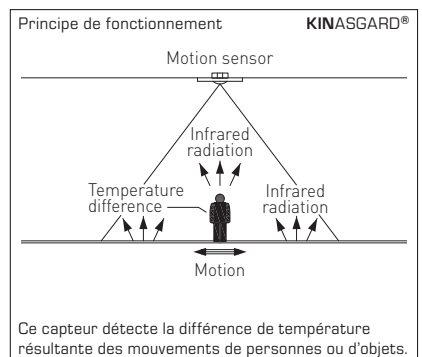 Principe de fonctionnement KINASGARD®
Motion sensor
Infrared
radiation
Temperature
difference
Infrared
radiation
Motion
Ce capteur détecte la différence de température
résultante des mouvements de personnes ou d'objets.